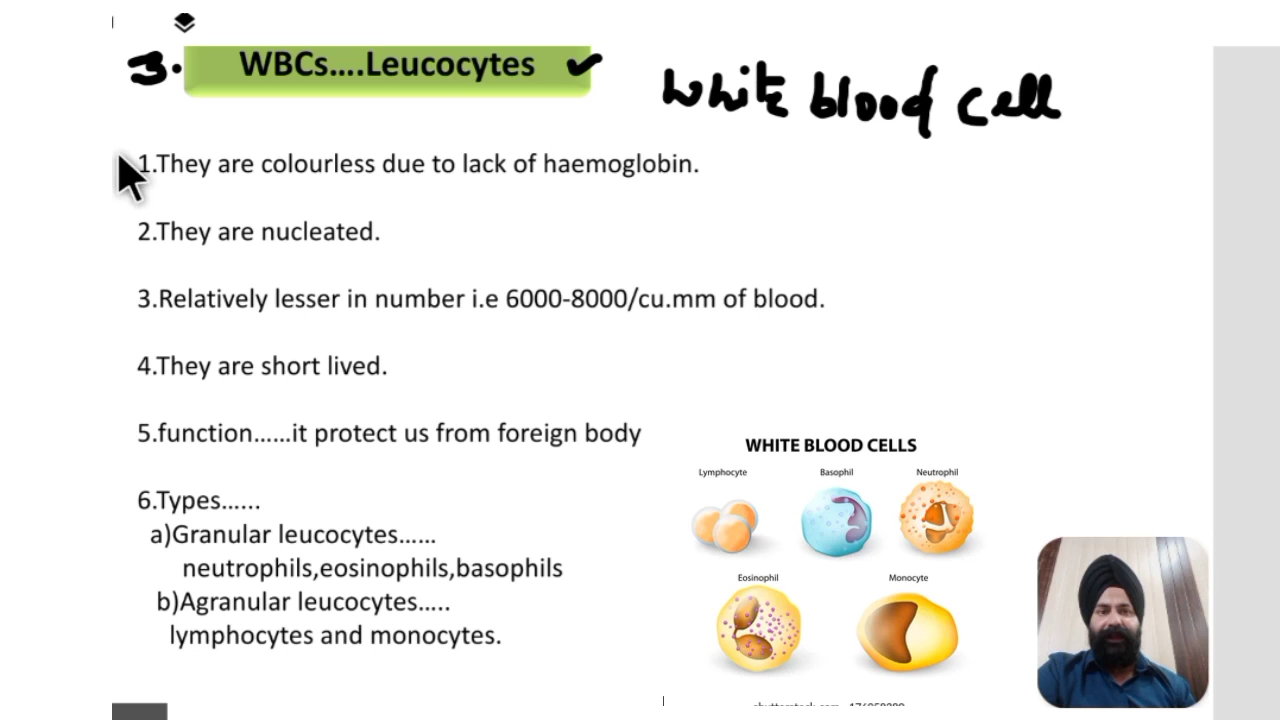 3. WBCs....Leucocytes ✔
White blood cell
1.They are colourless due to lack of haemoglobin.
2.They are nucleated.
3.Relatively lesser in number i.e 6000-8000/cu.mm of blood.
4.They are short lived.
5.function......it protect us from foreign body
6.Types......
a)Granular leucocytes......
neutrophils,eosinophils,basophils
b)Agranular leucocytes.....
lymphocytes and monocytes.
WHITE BLOOD CELLS
Lymphocyte Basophil Neutrophil
Eosinophil Monocyte